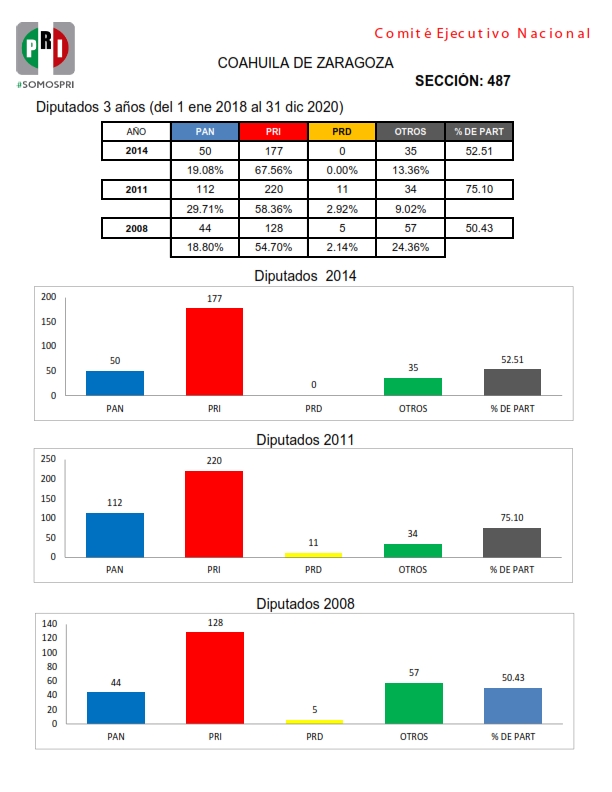 PRI
#SOMOSPRI
Comité Ejecutivo Nacional
COAHUILA DE ZARAGOZA
SECCIÓN: 487
Diputados 3 años (del 1 ene 2018 al 31 dic 2020)
AÑO PAN PRI PRD OTROS % DE PART
2014 50 177 0 35 52.51
19.08% 67.56% 0.00% 13.36%
2011 112 220 11 34 75.10
29.71% 58.36% 2.92% 9.02%
2008 44 128 5 57 50.43
18.80% 54.70% 2.14% 24.36%
Diputados 2014
200
150
100
50
0
50 177 0 35 52.51
PAN PRI PRD OTROS % DE PART
Diputados 2011
250
200
150
100
50
0
112 220 11 34 75.10
PAN PRI PRD OTROS % DE PART
Diputados 2008
140
120
100
80
60
40
20
0
44 128 5 57 50.43
PAN PRI PRD OTROS % DE PART